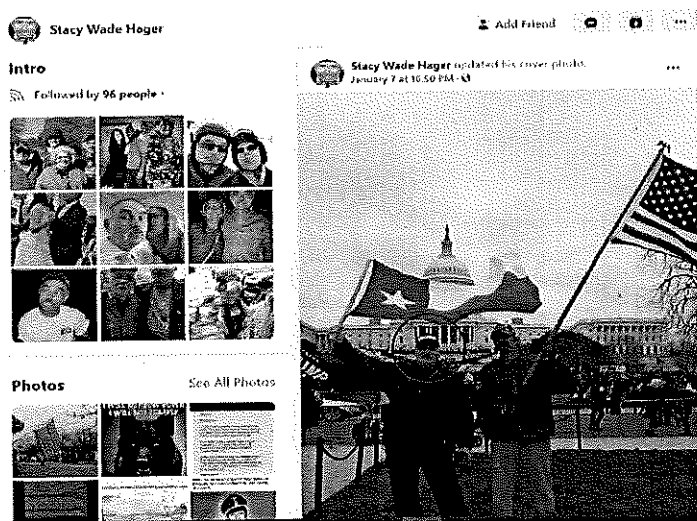 Stacy Wade Hager
Add Friend
Intro
Followed by 96 people
Stacy Wade Hager updated his cover photo.
January 7 at 10:50 PM
Photos
See All Photos